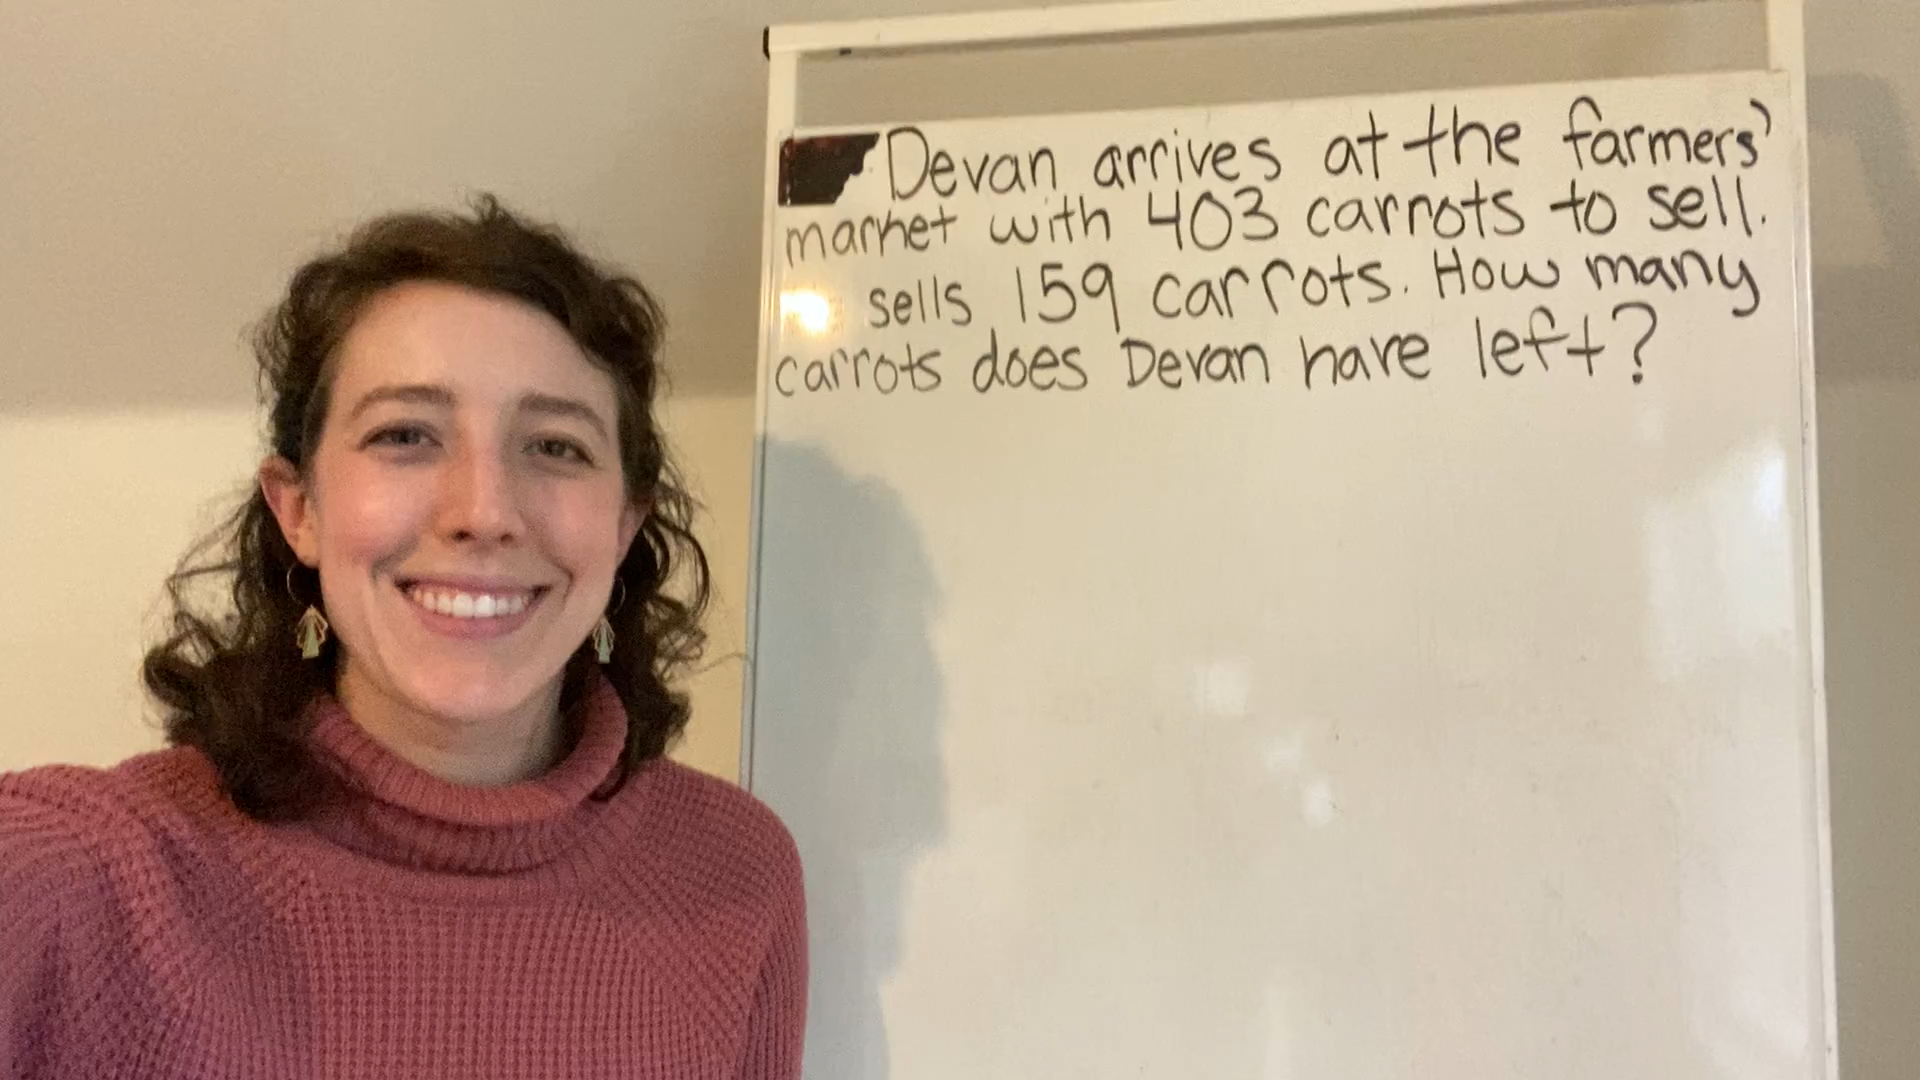 Devan arrives at the farmers'
market with 403 carrots to sell.
sells 159 carrots. How many
carrots does Devan have left?